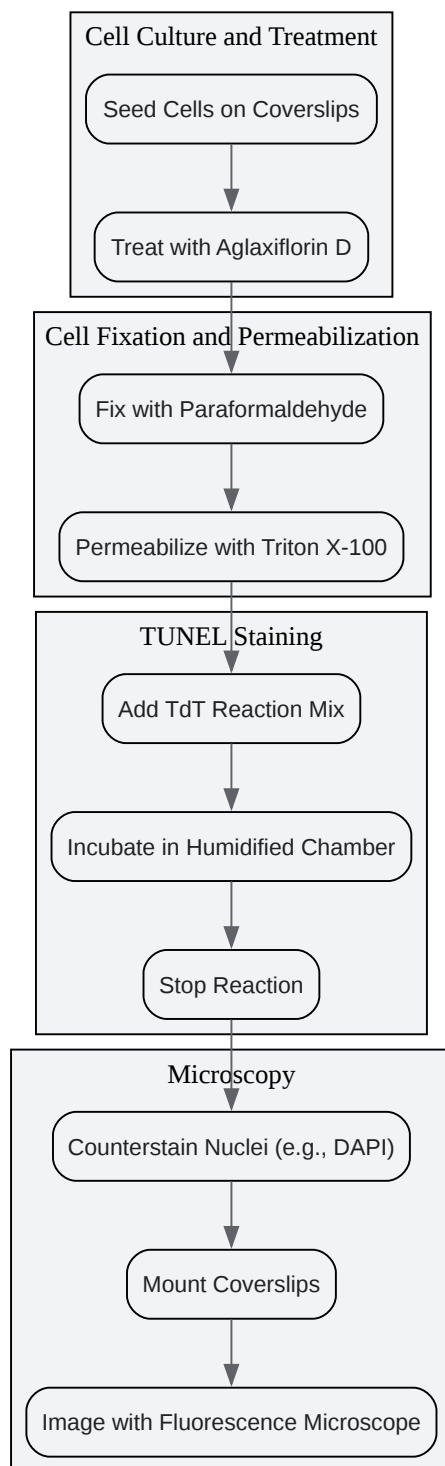 Cell Culture and Treatment
Seed Cells on Coverslips
Treat with Aglaxiflorin D
Cell Fixation and Permeabilization
Fix with Paraformaldehyde
Permeabilize with Triton X-100
TUNEL Staining
Add TdT Reaction Mix
Incubate in Humidified Chamber
Stop Reaction
Microscopy
Counterstain Nuclei (e.g., DAPI)
Mount Coverslips
Image with Fluorescence Microscope